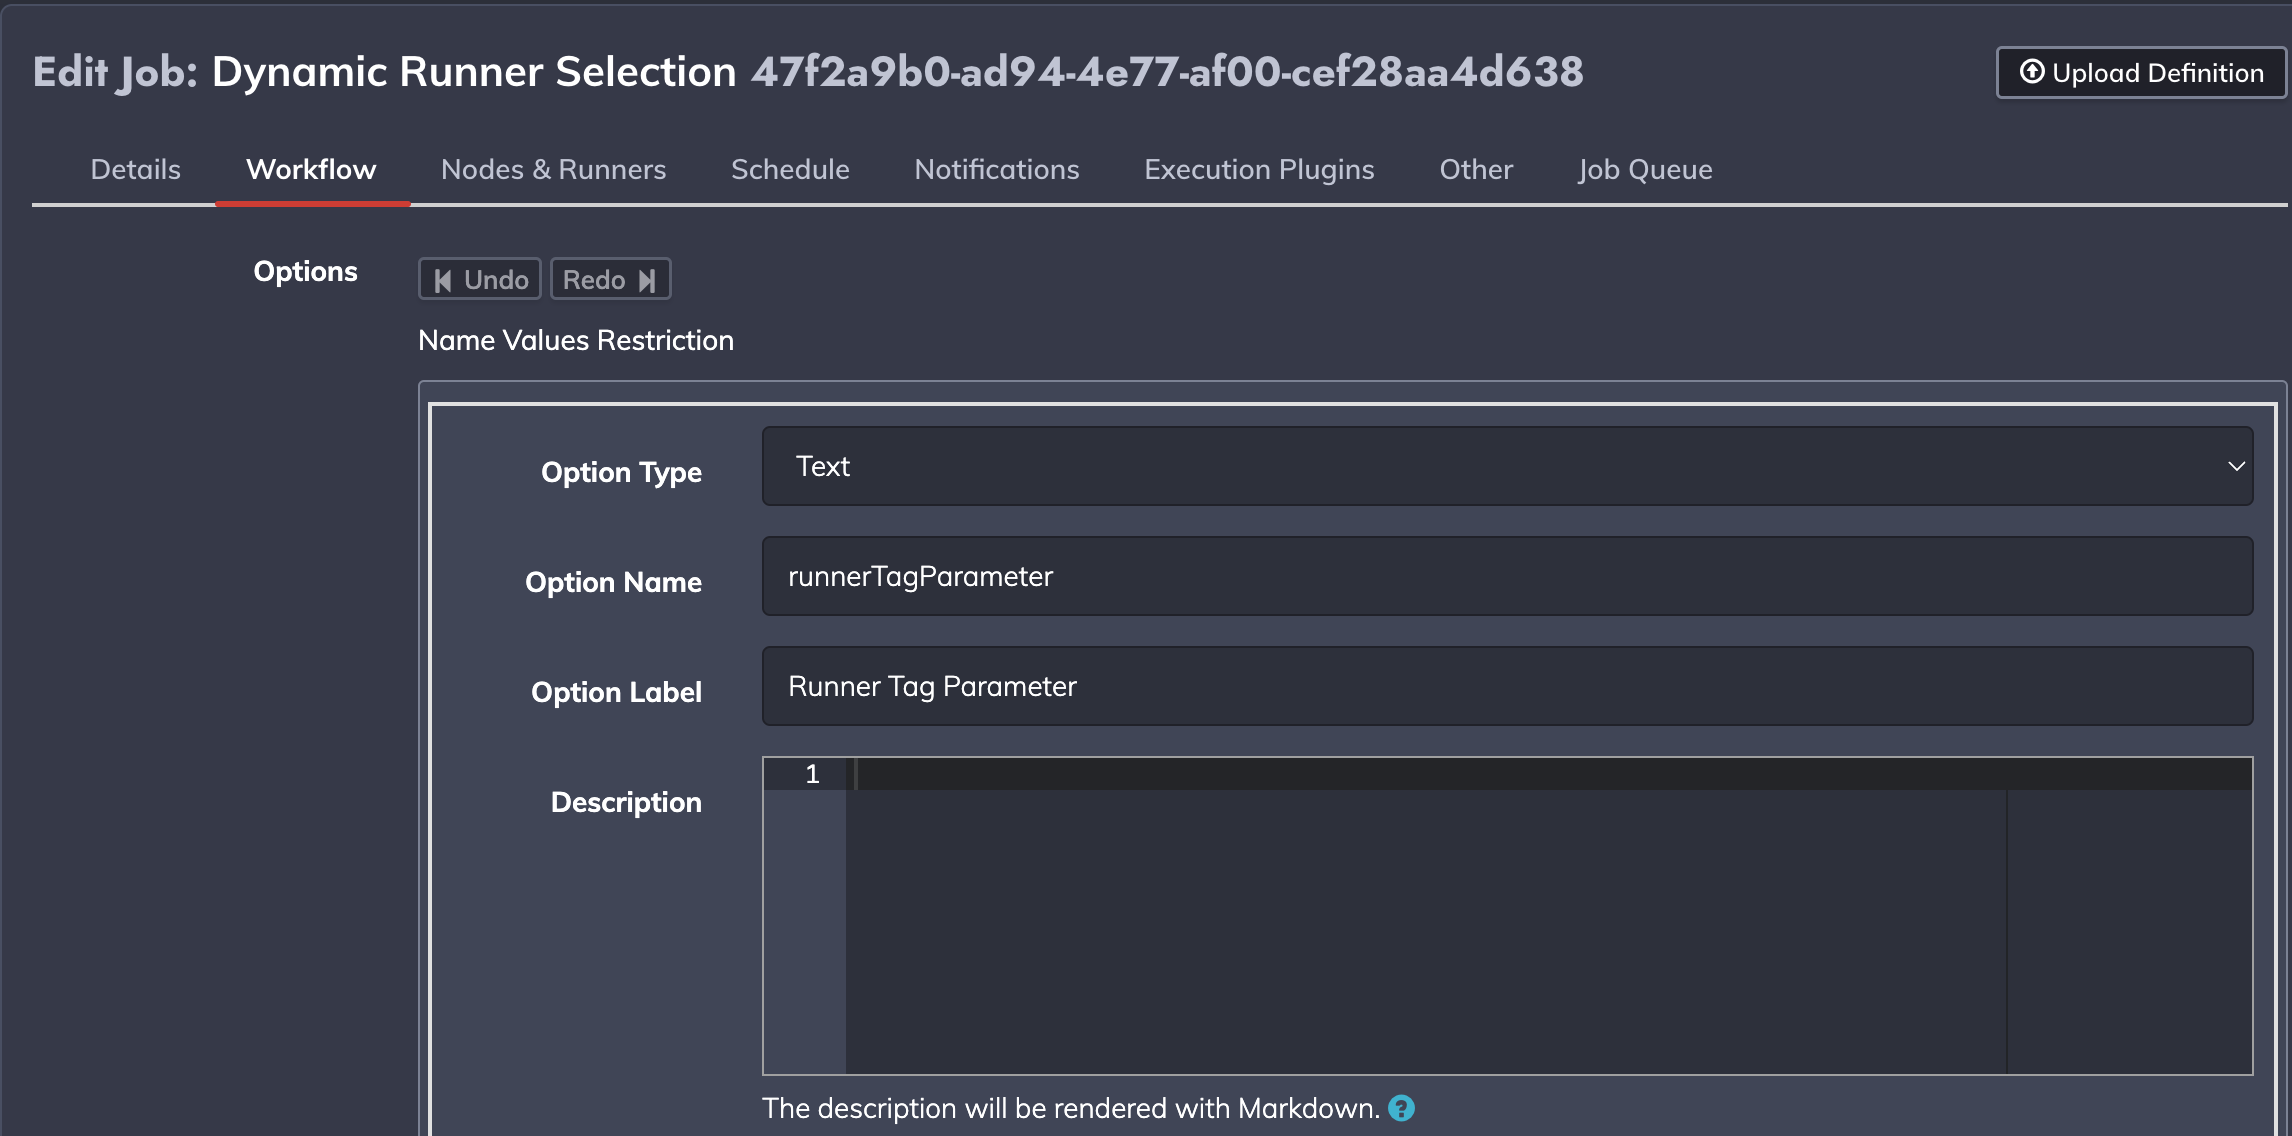 Edit Job: Dynamic Runner Selection 47f2a9b0-ad94-4e77-af00-cef28aa4d638
Upload Definition
Details Workflow Nodes & Runners Schedule Notifications Execution Plugins Other Job Queue
Options
Undo Redo
Name Values Restriction
Option Type Text
Option Name runnerTagParameter
Option Label Runner Tag Parameter
Description
1
The description will be rendered with Markdown. ?